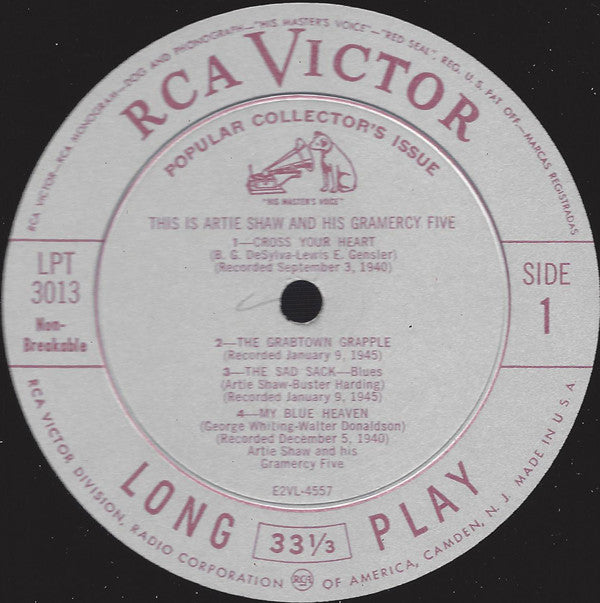 RCA VICTOR—RCA MONOGRAM—DOG AND PHONOGRAPH—"HIS MASTER'S VOICE"—"RED SEAL", REG. U.S. PAT. OFF.—MARCAS REGISTRADAS
RCA VICTOR
POPULAR COLLECTOR'S ISSUE
"HIS MASTER'S VOICE"
THIS IS ARTIE SHAW AND HIS GRAMERCY FIVE
1—CROSS YOUR HEART
(B. G. DeSylva-Lewis E. Gensler)
(Recorded September 3, 1940)
LPT
3013
Non-
Breakable
SIDE
1
2—THE GRABTOWN GRAPPLE
(Recorded January 9, 1945)
3—THE SAD SACK—Blues
(Artie Shaw-Buster Harding)
(Recorded January 9, 1945)
4—MY BLUE HEAVEN
(George Whiting-Walter Donaldson)
(Recorded December 5, 1940)
Artie Shaw and his
Gramercy Five
E2VL-4557
LONG 33 1/3 PLAY
RCA VICTOR DIVISION, RADIO CORPORATION RCA OF AMERICA, CAMDEN, N. J. MADE IN U.S.A.